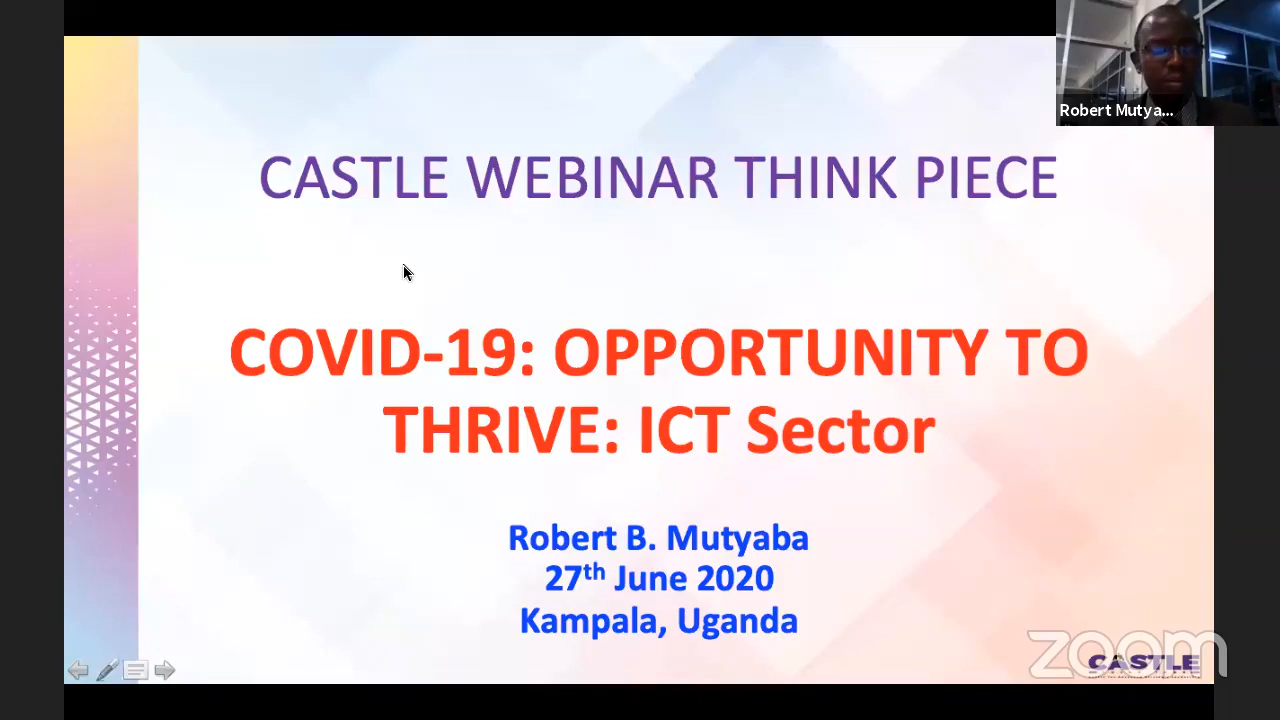 Robert Mutya...
CASTLE WEBINAR THINK PIECE
COVID-19: OPPORTUNITY TO
THRIVE: ICT Sector
Robert B. Mutyaba
27th June 2020
Kampala, Uganda
zoom
CASTLE